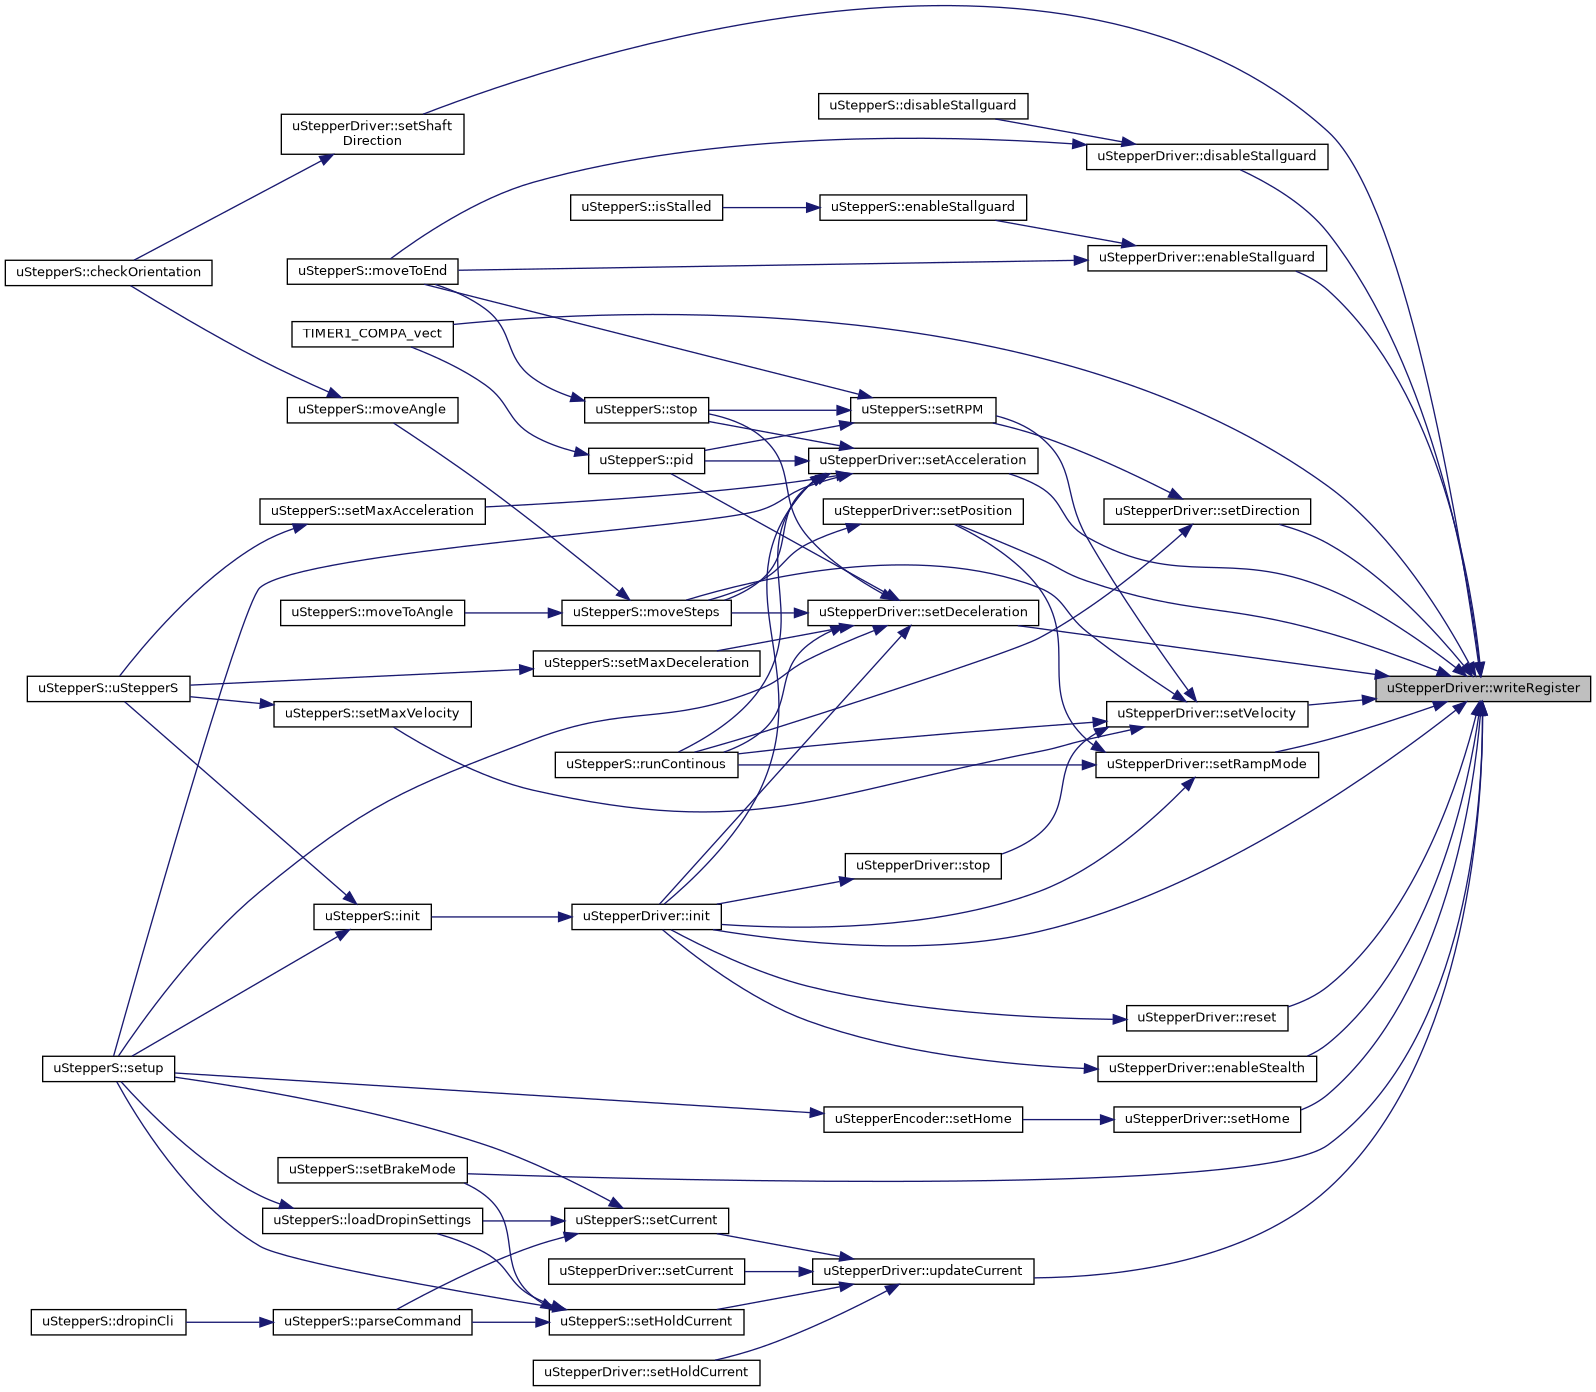 uStepperS::disableStallguard
uStepperDriver::setShaft
Direction
uStepperDriver::disableStallguard
uStepperS::isStalled
uStepperS::enableStallguard
uStepperDriver::enableStallguard
uStepperS::checkOrientation
uStepperS::moveToEnd
TIMER1_COMPA_vect
uStepperS::moveAngle
uStepperS::stop
uStepperS::setRPM
uStepperS::pid
uStepperDriver::setAcceleration
uStepperS::setMaxAcceleration
uStepperDriver::setPosition
uStepperDriver::setDirection
uStepperS::moveToAngle
uStepperS::moveSteps
uStepperDriver::setDeceleration
uStepperS::setMaxDeceleration
uStepperS::uStepperS
uStepperDriver::writeRegister
uStepperS::setMaxVelocity
uStepperDriver::setVelocity
uStepperS::runContinous
uStepperDriver::setRampMode
uStepperDriver::stop
uStepperS::init
uStepperDriver::init
uStepperDriver::reset
uStepperS::setup
uStepperDriver::enableStealth
uStepperEncoder::setHome
uStepperDriver::setHome
uStepperS::setBrakeMode
uStepperS::loadDropinSettings
uStepperS::setCurrent
uStepperDriver::setCurrent
uStepperDriver::updateCurrent
uStepperS::dropinCli
uStepperS::parseCommand
uStepperS::setHoldCurrent
uStepperDriver::setHoldCurrent